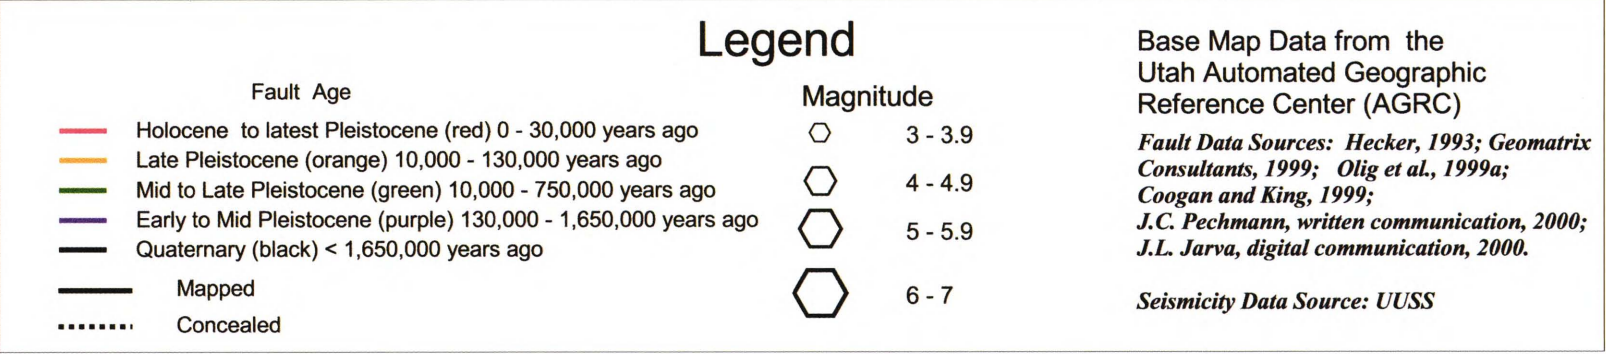 Legend
Fault Age
Holocene to latest Pleistocene (red) 0 - 30,000 years ago
Late Pleistocene (orange) 10,000 - 130,000 years ago
Mid to Late Pleistocene (green) 10,000 - 750,000 years ago
Early to Mid Pleistocene (purple) 130,000 - 1,650,000 years ago
Quaternary (black) < 1,650,000 years ago
Mapped
Concealed
Magnitude
3 - 3.9
4 - 4.9
5 - 5.9
6 - 7
Base Map Data from the
Utah Automated Geographic
Reference Center (AGRC)
Fault Data Sources: Hecker, 1993; Geomatrix
Consultants, 1999; Olig et al., 1999a;
Coogan and King, 1999;
J.C. Pechmann, written communication, 2000;
J.L. Jarva, digital communication, 2000.
Seismicity Data Source: UUSS